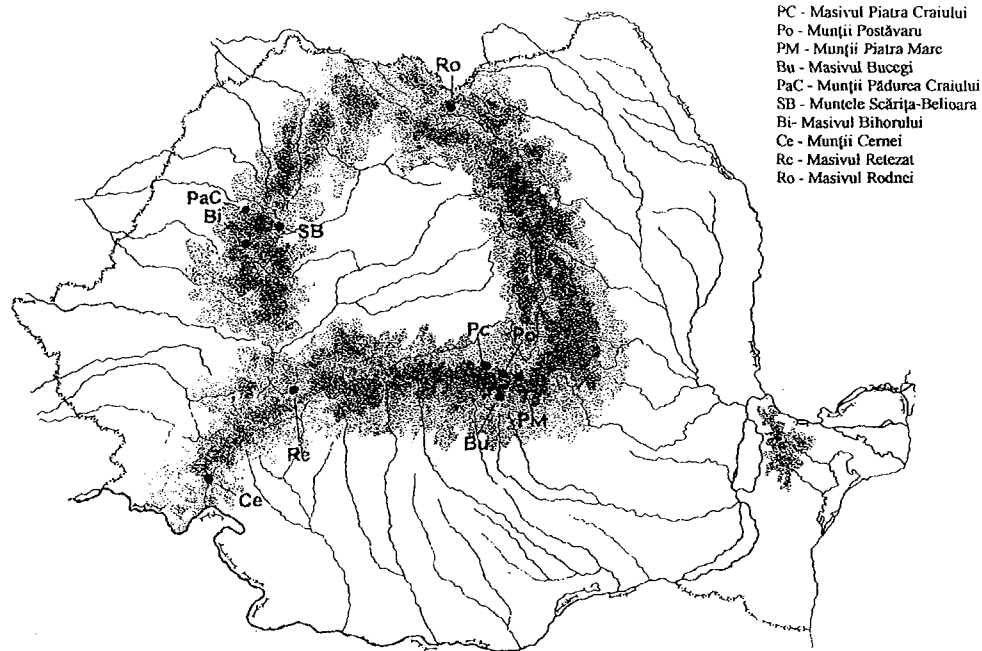 PC - Masivul Piatra Craiului
Po - Munții Postăvaru
PM - Munții Piatra Marc
Bu - Masivul Bucegi
PaC - Munții Pădurea Craiului
SB - Muntele Scărița-Belioara
Bi- Masivul Bihorului
Ce - Munții Cernei
Re - Masivul Retezat
Ro - Masivul Rodnei
Ro
PaC
Bi
SB
Pc
Po
PM
Bu
Re
Ce